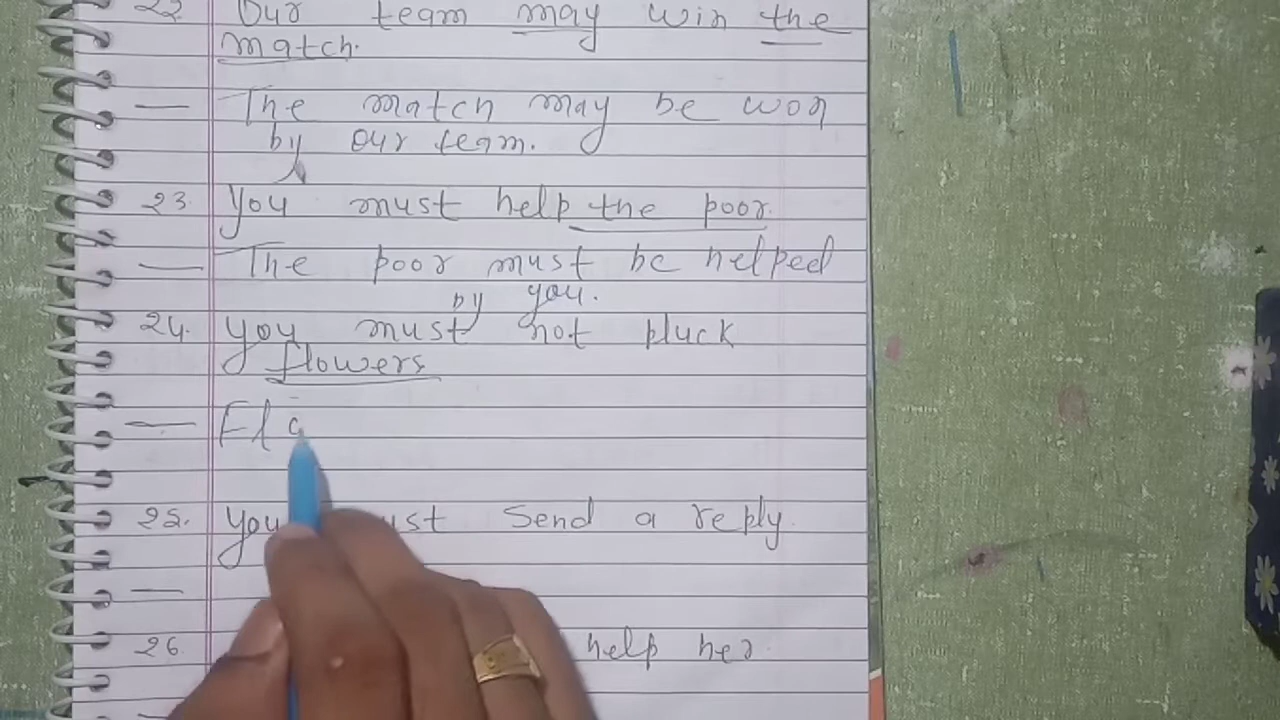 22. Our team may win the
match.
— The match may be won
by our team.
23. You must help the poor.
— The poor must be helped
by you.
24. You must not pluck
flowers
— Flo
25. You must send a reply.
—
26. help her.